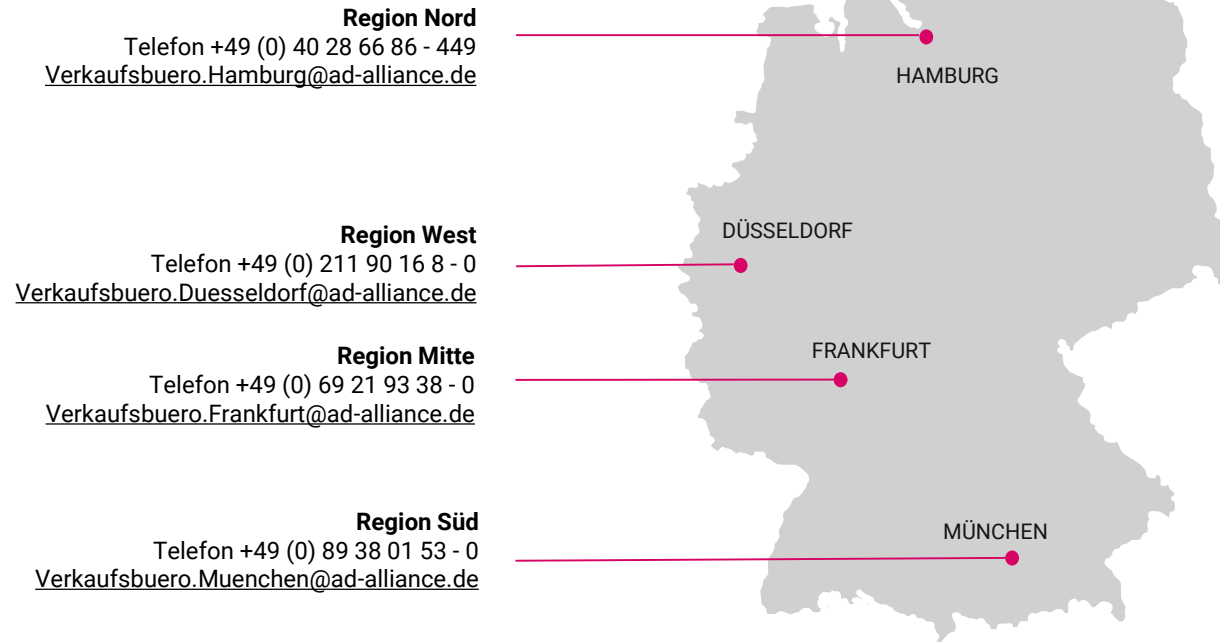 Region Nord
Telefon +49 (0) 40 28 66 86 - 449
Verkaufsbuero.Hamburg@ad-alliance.de
HAMBURG
Region West
Telefon +49 (0) 211 90 16 8 - 0
Verkaufsbuero.Duesseldorf@ad-alliance.de
DÜSSELDORF
Region Mitte
Telefon +49 (0) 69 21 93 38 - 0
Verkaufsbuero.Frankfurt@ad-alliance.de
FRANKFURT
Region Süd
Telefon +49 (0) 89 38 01 53 - 0
Verkaufsbuero.Muenchen@ad-alliance.de
MÜNCHEN